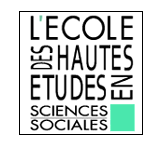 L'ECOLE
DES HAUTES
ETUDES EN
SCIENCES
SOCIALES